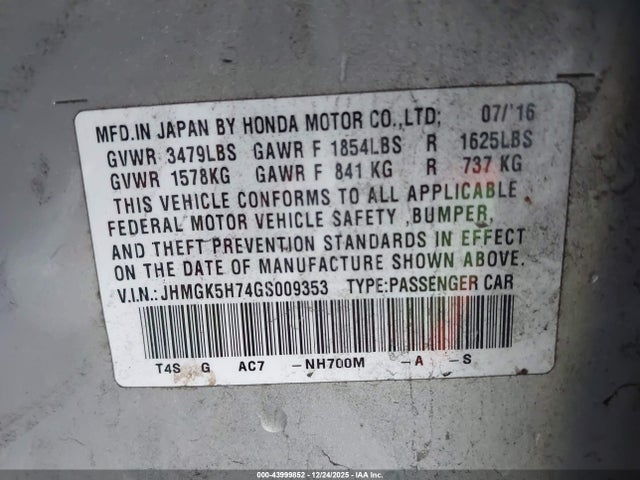 MFD.IN JAPAN BY HONDA MOTOR CO.,LTD; 07/'16
GVWR 3479LBS GAWR F 1854LBS R 1625LBS
GVWR 1578KG GAWR F 841 KG R 737 KG
THIS VEHICLE CONFORMS TO ALL APPLICABLE
FEDERAL MOTOR VEHICLE SAFETY ,BUMPER,
AND THEFT PREVENTION STANDARDS IN EFFECT
ON THE DATE OF MANUFACTURE SHOWN ABOVE.
V.I.N.: JHMGK5H74GS009353 TYPE:PASSENGER CAR
T4S G AC7 -NH700M -A -S
000-43999852 | 12/24/2025 | IAA, Inc.